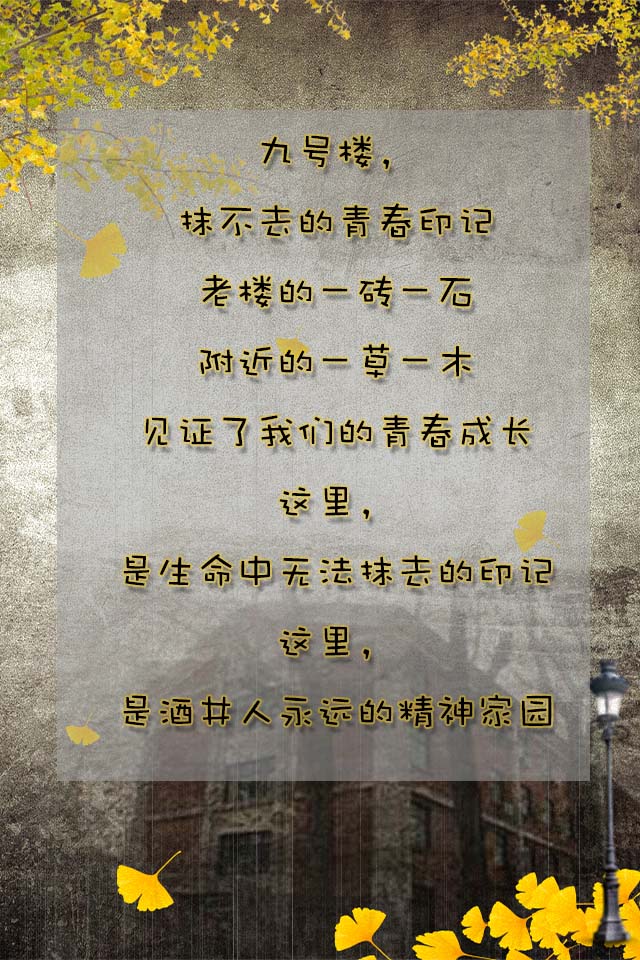 九号楼，
抹不去的青春印记
老楼的一砖一石
附近的一草一木
见证了我们的青春成长
这里，
是生命中无法抹去的印记
这里，
是酒井人永远的精神家园